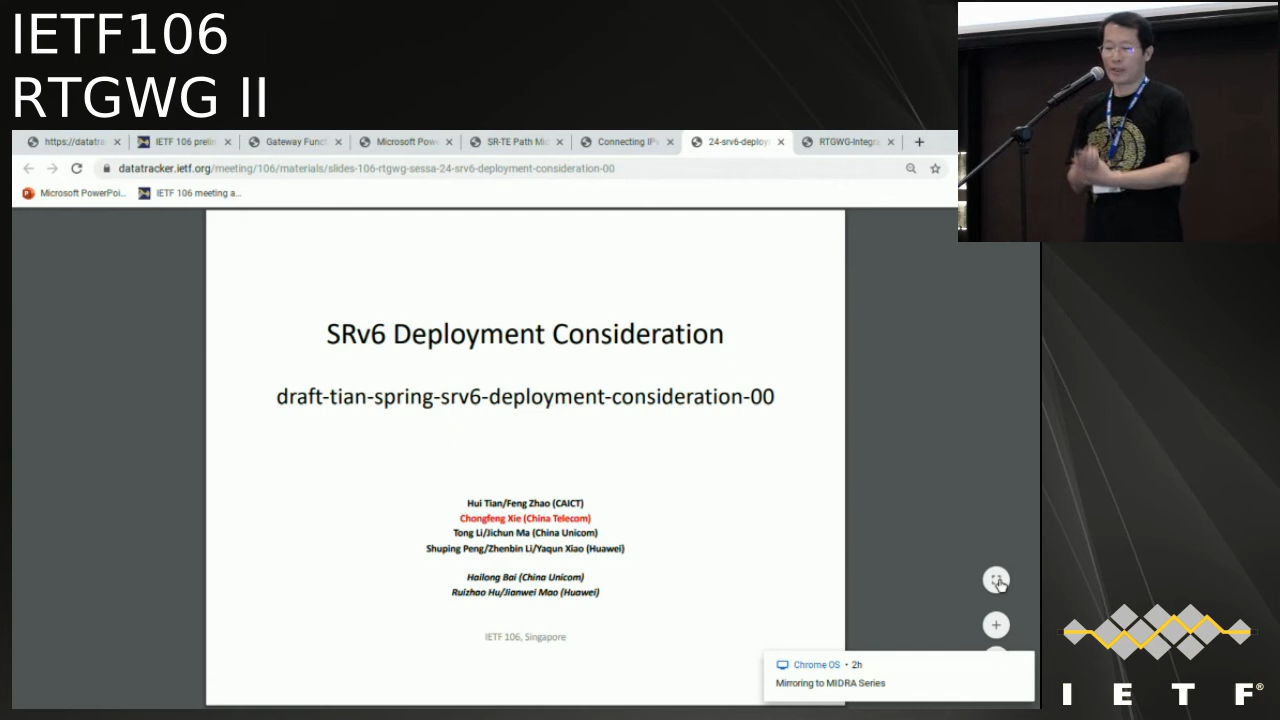 IETF106
RTGWG II
https://datatra
IETF 106 prelim
Gateway Funct
Microsoft Powe
SR-TE Path Mi
Connecting IPv
24-srv6-deploy
RTGWG-Integra
datatracker.ietf.org/meeting/106/materials/slides-106-rtgwg-sessa-24-srv6-deployment-consideration-00
Microsoft PowerPoi...
IETF 106 meeting a...
SRv6 Deployment Consideration
draft-tian-spring-srv6-deployment-consideration-00
Hui Tian/Feng Zhao (CAICT)
Chongfeng Xie (China Telecom)
Tong Li/Jichun Ma (China Unicom)
Shuping Peng/Zhenbin Li/Yaqun Xiao (Huawei)
Hailong Bai (China Unicom)
Ruizhao Hu/Jianwei Mao (Huawei)
IETF 106, Singapore
Chrome OS • 2h
Mirroring to MIDRA Series
I E T F®